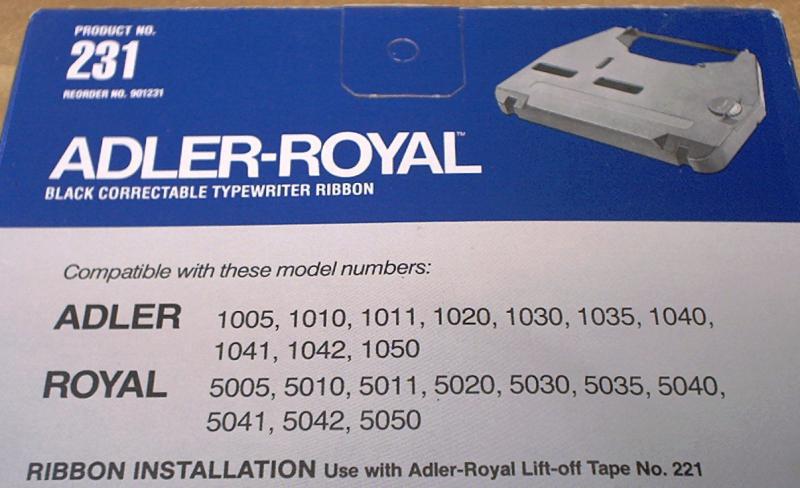 PRODUCT NO.
231
REORDER NO. 901231
ADLER-ROYAL™
BLACK CORRECTABLE TYPEWRITER RIBBON
Compatible with these model numbers:
ADLER 1005, 1010, 1011, 1020, 1030, 1035, 1040,
1041, 1042, 1050
ROYAL 5005, 5010, 5011, 5020, 5030, 5035, 5040,
5041, 5042, 5050
RIBBON INSTALLATION Use with Adler-Royal Lift-off Tape No. 221